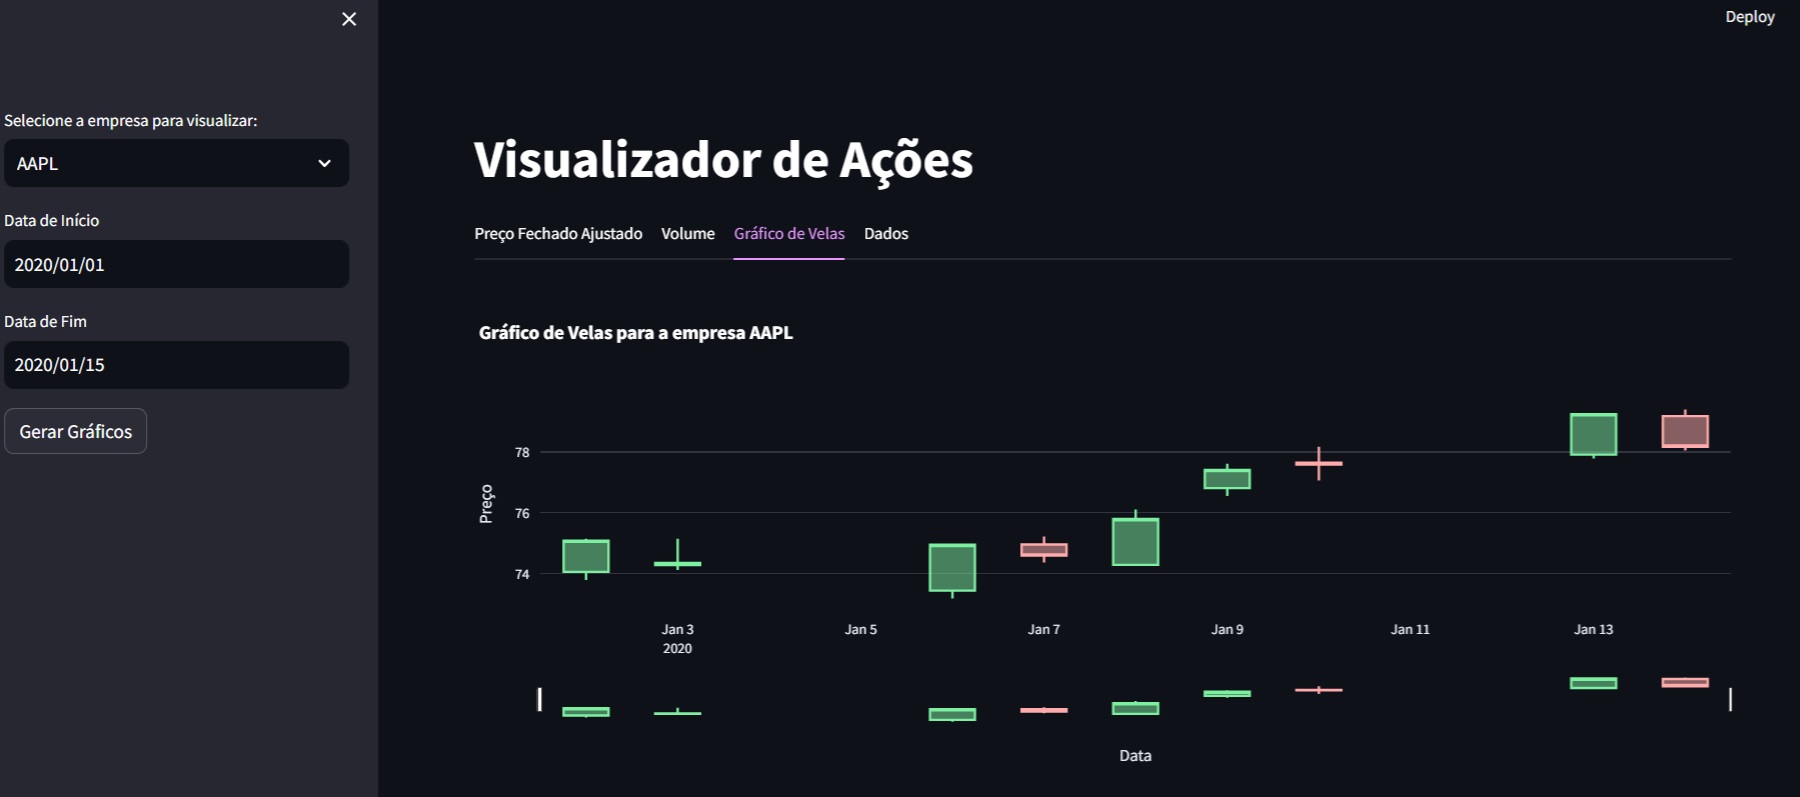 Deploy
Selecione a empresa para visualizar:
AAPL
Data de Início
2020/01/01
Data de Fim
2020/01/15
Gerar Gráficos
Visualizador de Ações
Preço Fechado Ajustado Volume Gráfico de Velas Dados
Gráfico de Velas para a empresa AAPL
Preço
78
76
74
Jan 3 Jan 5 Jan 7 Jan 9 Jan 11 Jan 13
2020
Data